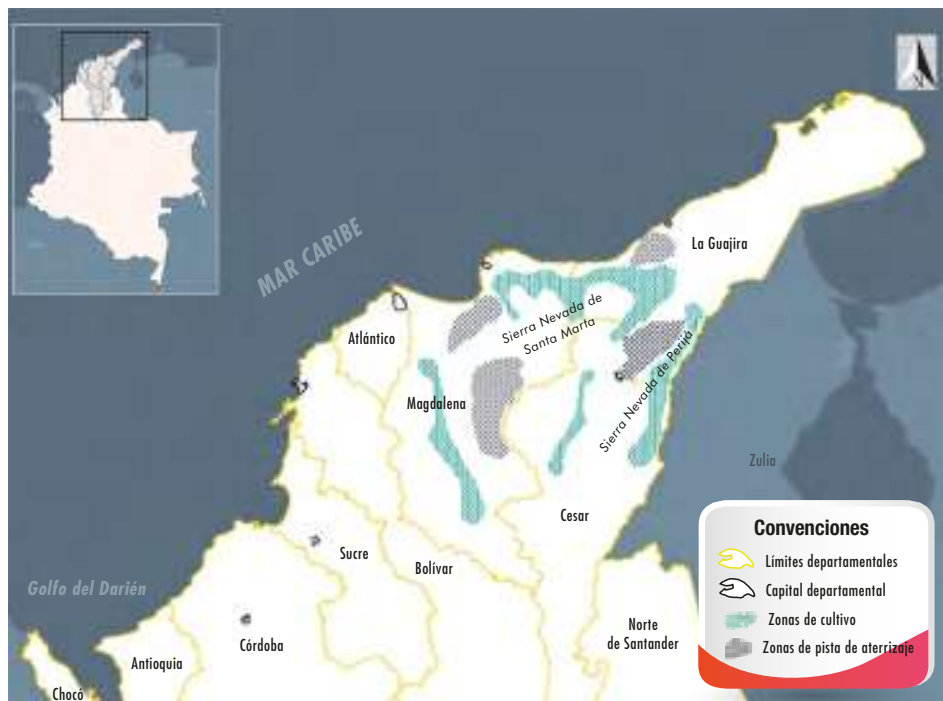 MAR CARIBE
La Guajira
Sierra Nevada de
Santa Marta
Atlántico
Magdalena
Sierra Nevada de Perijá
Zulia
Cesar
Sucre
Bolívar
Golfo del Darién
Córdoba
Norte
de Santander
Antioquia
Chocó
Convenciones
Límites departamentales
Capital departamental
Zonas de cultivo
Zonas de pista de aterrizaje